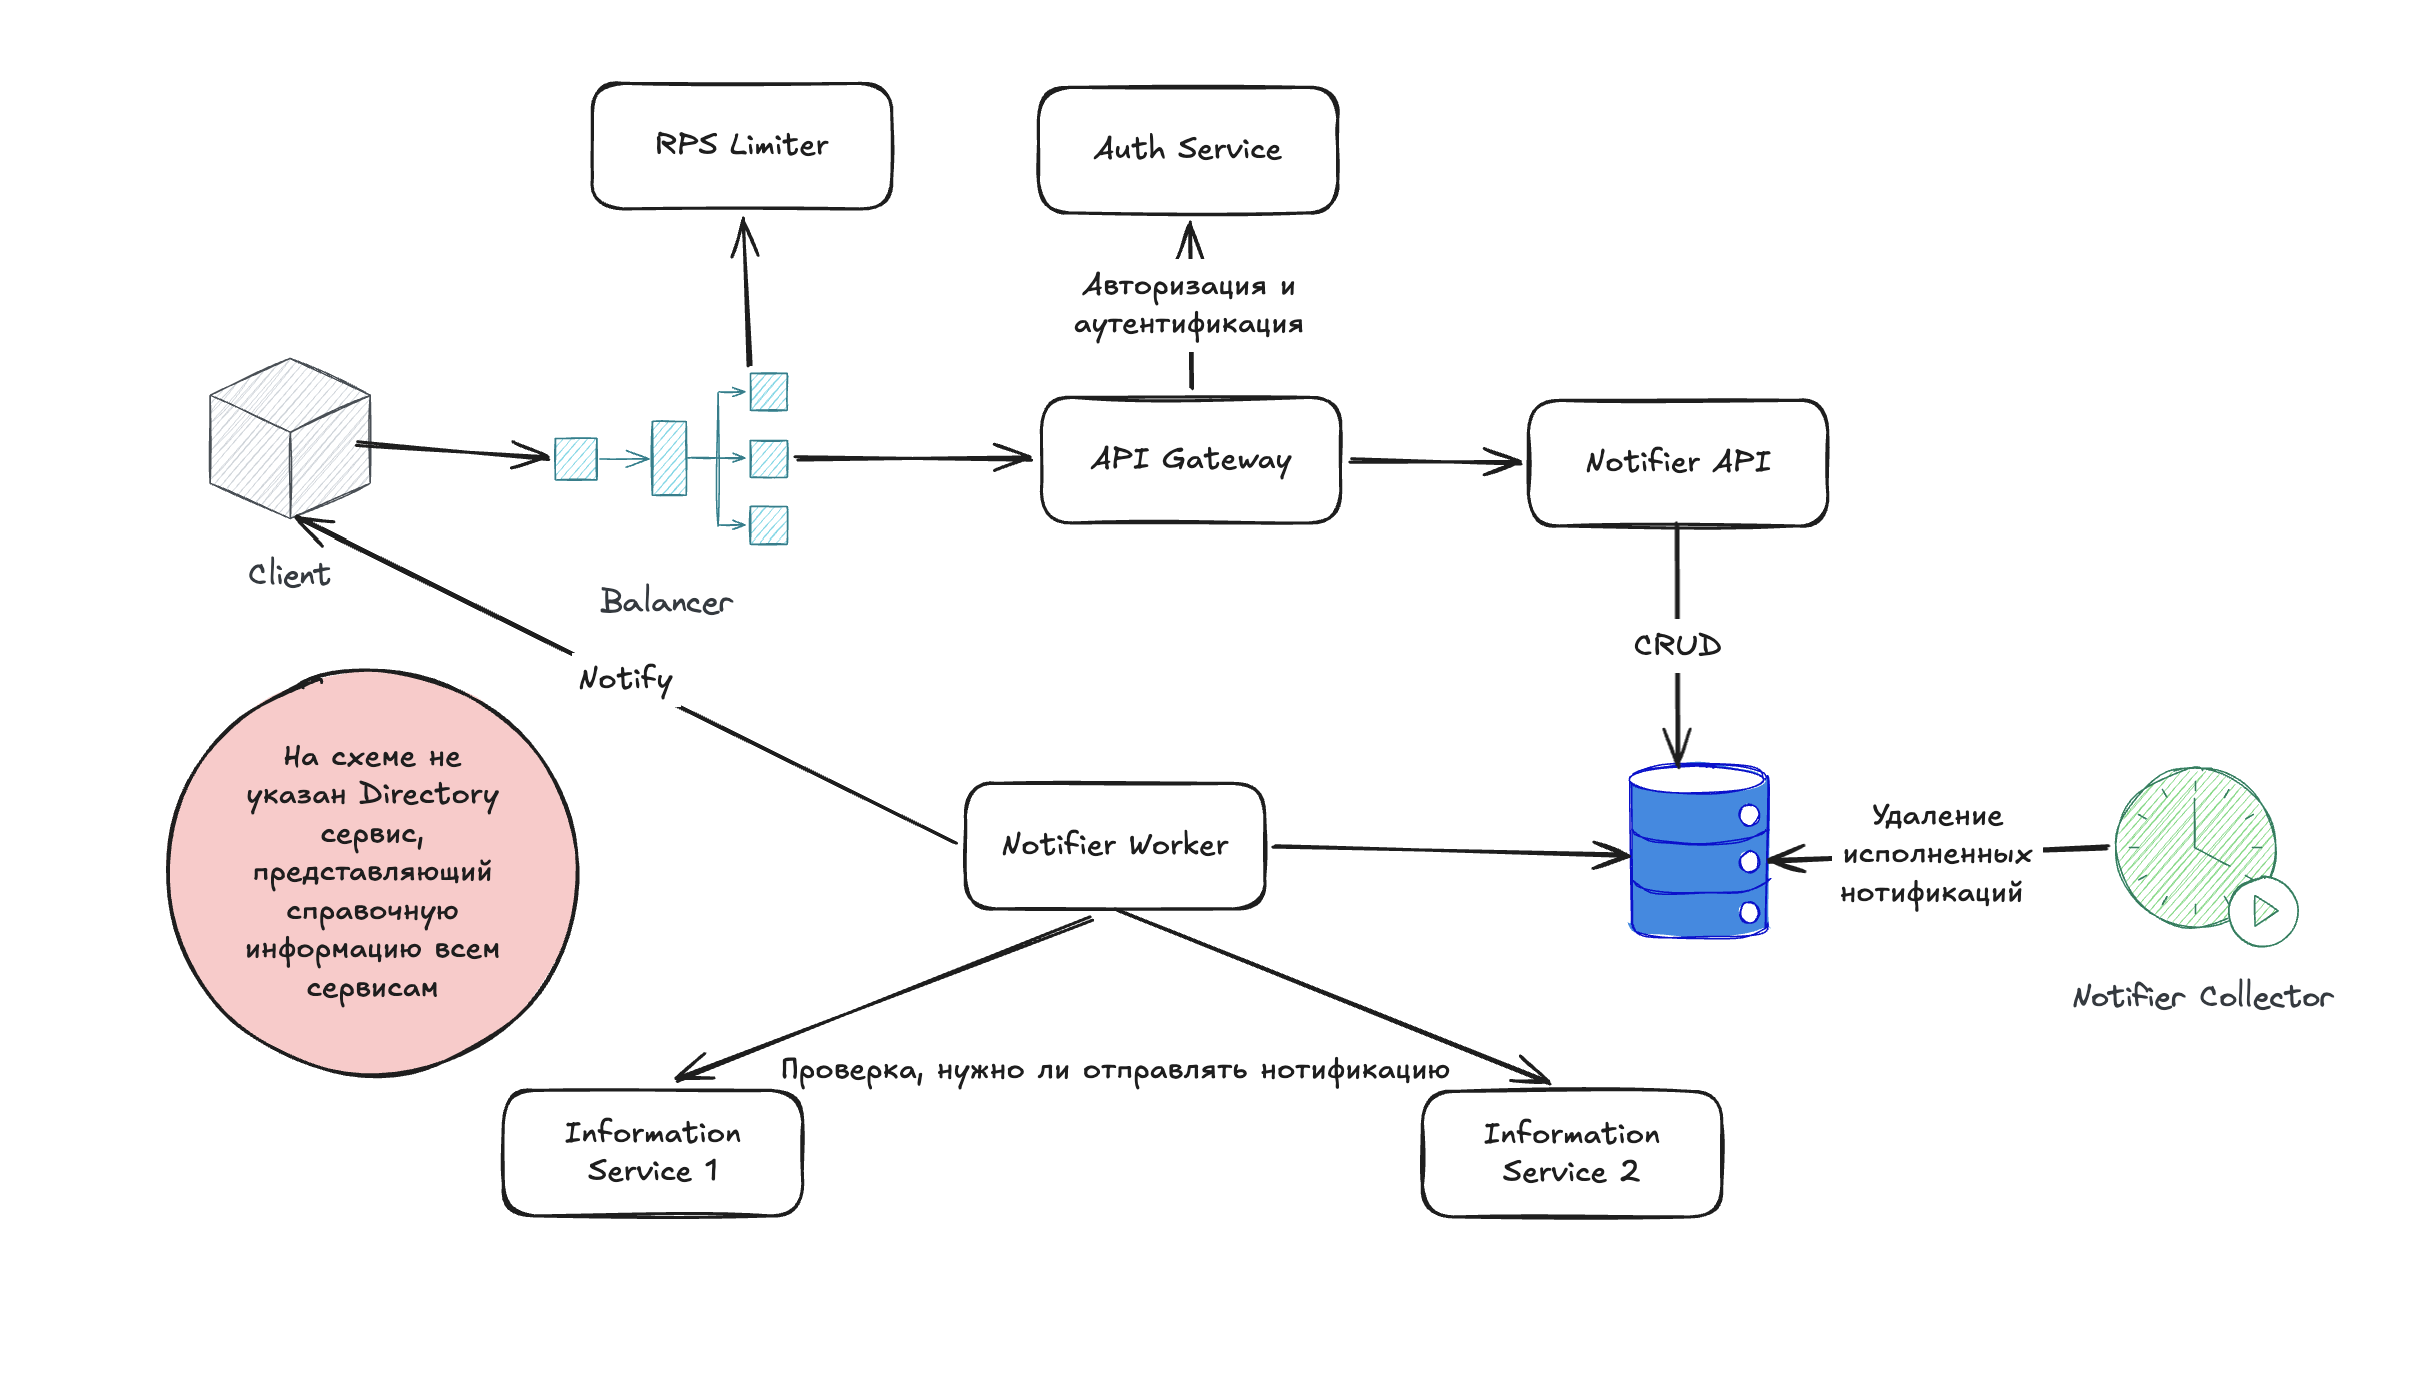 RPS Limiter
Auth Service
Авторизация и
аутентификация
API Gateway
Notifier API
Client
Balancer
Notify
CRUD
На схеме не
указан Directory
сервис,
представляющий
справочную
информацию всем
сервисам
Notifier Worker
Удаление
исполненных
нотификаций
Notifier Collector
Проверка, нужно ли отправлять нотификацию
Information
Service 1
Information
Service 2